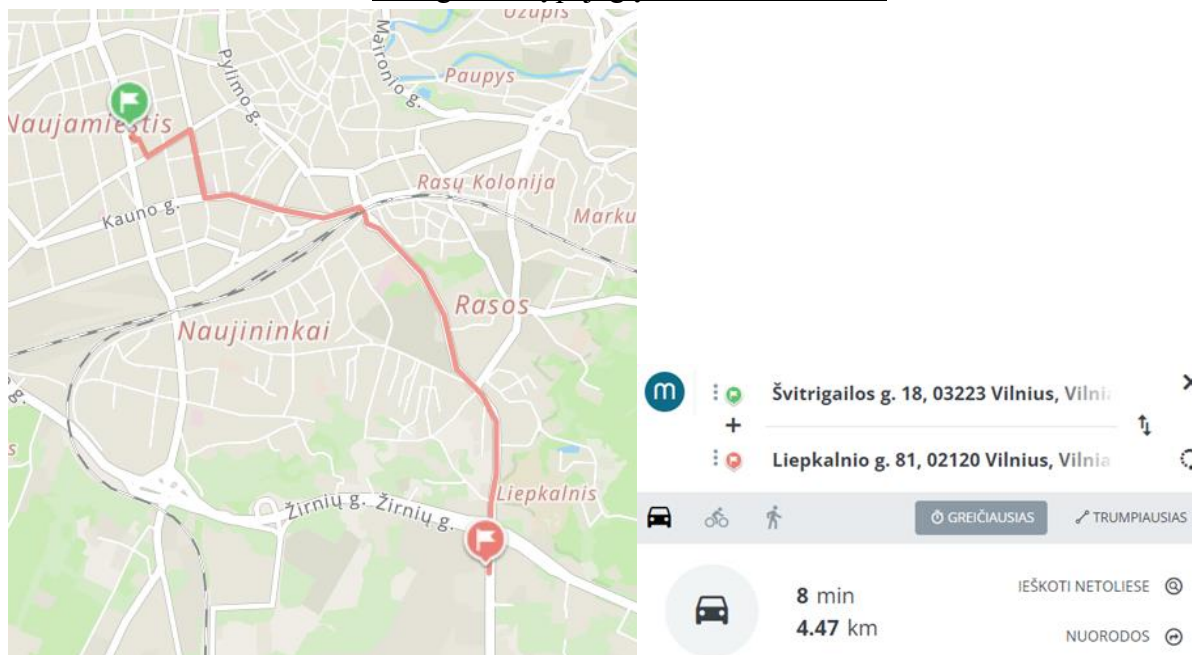 Užupis
Maironio g.
Pylimo g.
Paupys
Naujamiestis
Rasų Kolonija
Kauno g.
Marku
Rasos
Naujininkai
g.
s
Liepkalnis
Žirnių g. Žirnių g.
m
Švitrigailos g. 18, 03223 Vilnius, Vilni
Liepkalnio g. 81, 02120 Vilnius, Vilnia
GREIČIAUSIAS TRUMPIAUSIAS
8 min
4.47 km
IEŠKOTI NETOLIESE
NUORODOS